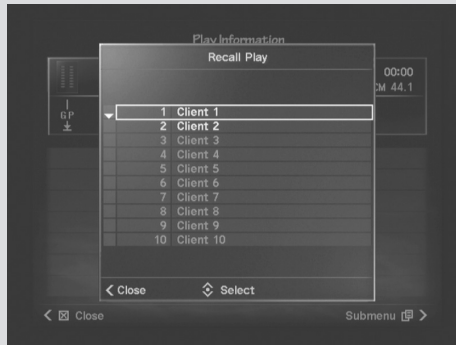 Play Information
Recall Play
00:00
CM 44.1
GP
1 Client 1
2 Client 2
3 Client 3
4 Client 4
5 Client 5
6 Client 6
7 Client 7
8 Client 8
9 Client 9
10 Client 10
Close
Select
Close
Submenu